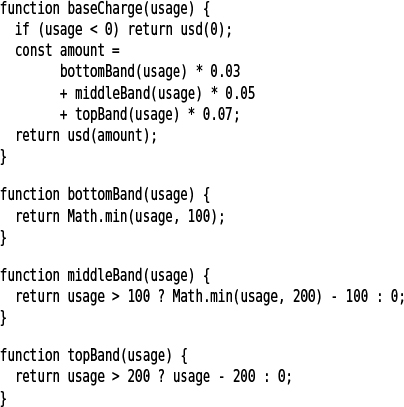 function baseCharge(usage) {
  if (usage < 0) return usd(0);
  const amount =
        bottomBand(usage) * 0.03
        + middleBand(usage) * 0.05
        + topBand(usage) * 0.07;
  return usd(amount);
}

function bottomBand(usage) {
  return Math.min(usage, 100);
}

function middleBand(usage) {
  return usage > 100 ? Math.min(usage, 200) - 100 : 0;
}

function topBand(usage) {
  return usage > 200 ? usage - 200 : 0;
}